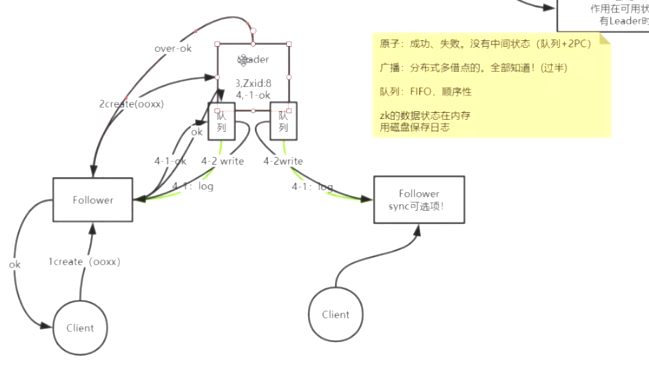 作用在可用状
有Leader时
原子：成功、失败。没有中间状态（队列+2PC）
广播：分布式多借点的。全部知道！(过半)
队列：FIFO、顺序性
zk的数据状态在内存
用磁盘保存日志
over-ok
Leader
3,Zxid:8
4,-1-ok
2create(ooxx)
队
列
队
列
ok
4-1-ok
4-2 write
4-2write
4-1：log
4-1：log
Follower
Follower
sync可选项！
ok
1create（ooxx）
Client
Client